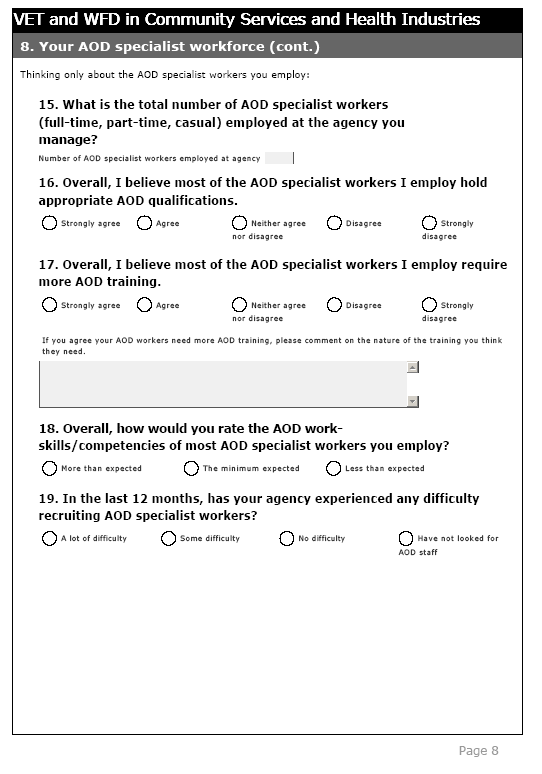 VET and WFD in Community Services and Health Industries
8. Your AOD specialist workforce (cont.)
Thinking only about the AOD specialist workers you employ:
15. What is the total number of AOD specialist workers
(full-time, part-time, casual) employed at the agency you
manage?
Number of AOD specialist workers employed at agency
16. Overall, I believe most of the AOD specialist workers I employ hold
appropriate AOD qualifications.
Strongly agree Agree Neither agree Disagree Strongly
nor disagree disagree
17. Overall, I believe most of the AOD specialist workers I employ require
more AOD training.
Strongly agree Agree Neither agree Disagree Strongly
nor disagree disagree
If you agree your AOD workers need more AOD training, please comment on the nature of the training you think
they need.
18. Overall, how would you rate the AOD work-
skills/competencies of most AOD specialist workers you employ?
More than expected The minimum expected Less than expected
19. In the last 12 months, has your agency experienced any difficulty
recruiting AOD specialist workers?
A lot of difficulty Some difficulty No difficulty Have not looked for
AOD staff
Page 8